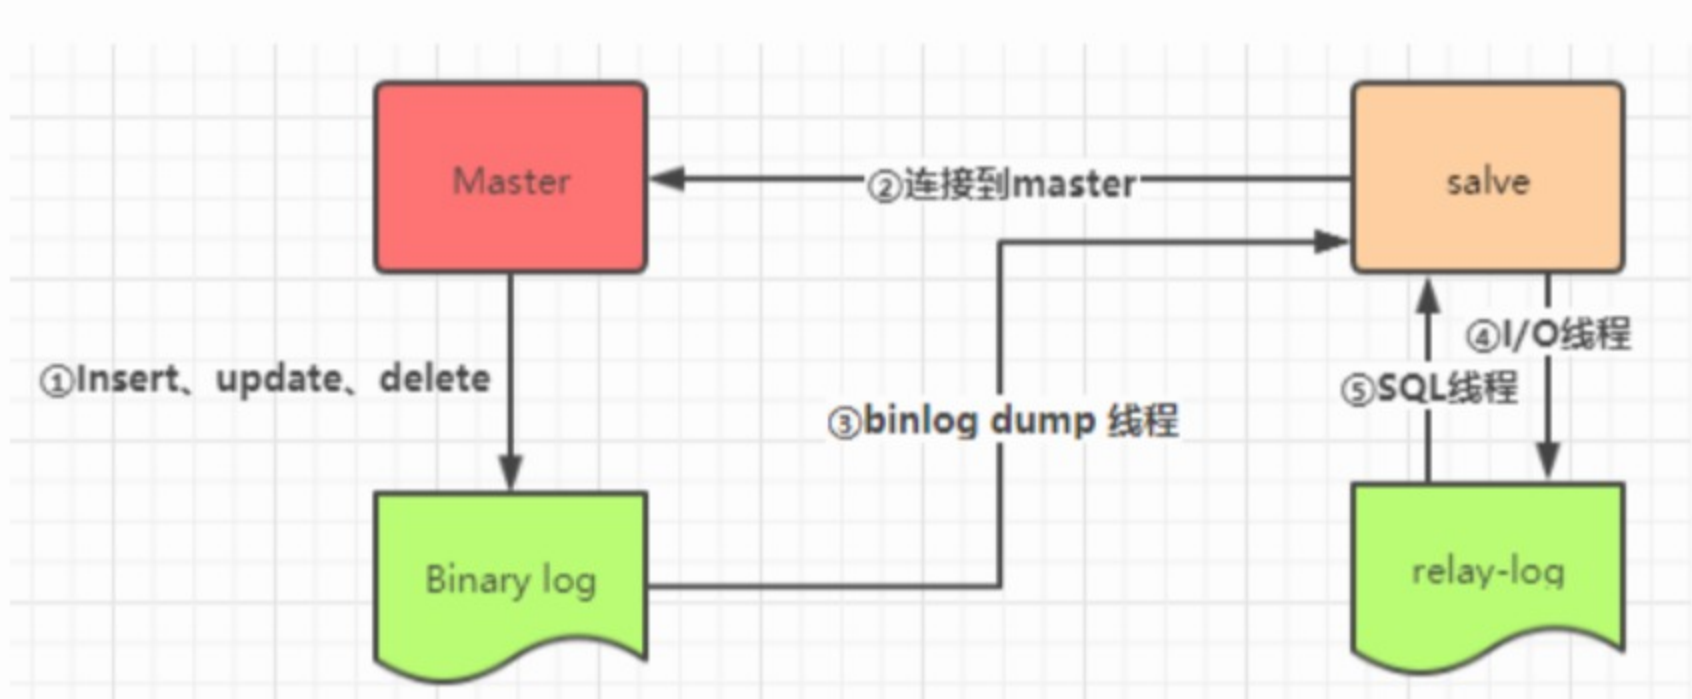 Master
②连接到master
salve
④I/O线程
①Insert、update、delete
⑤SQL线程
③binlog dump 线程
Binary log
relay-log